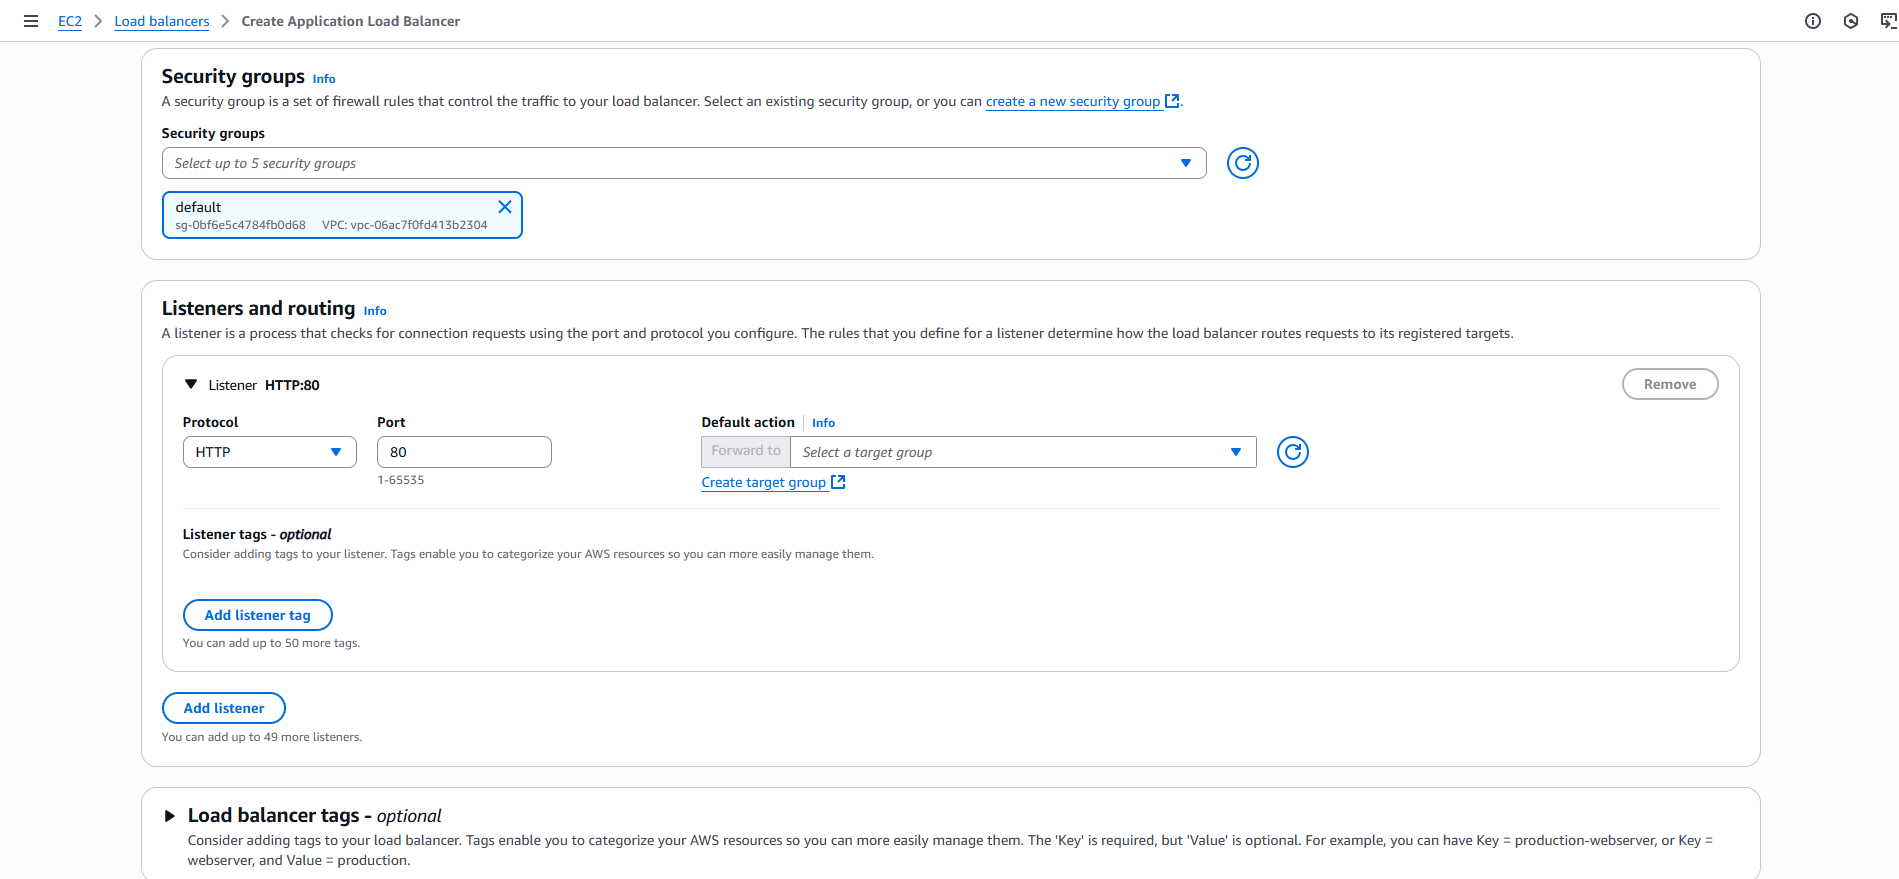 EC2 > Load balancers > Create Application Load Balancer
Security groups Info
A security group is a set of firewall rules that control the traffic to your load balancer. Select an existing security group, or you can create a new security group.
Security groups
Select up to 5 security groups
default
sg-0bf6e5c4784fb0d68 VPC: vpc-06ac7f0fd413b2304
Listeners and routing Info
A listener is a process that checks for connection requests using the port and protocol you configure. The rules that you define for a listener determine how the load balancer routes requests to its registered targets.
Listener HTTP:80
Remove
Protocol Port Default action Info
HTTP 80 Forward to Select a target group
1-65535
Create target group
Listener tags - optional
Consider adding tags to your listener. Tags enable you to categorize your AWS resources so you can more easily manage them.
Add listener tag
You can add up to 50 more tags.
Add listener
You can add up to 49 more listeners.
Load balancer tags - optional
Consider adding tags to your load balancer. Tags enable you to categorize your AWS resources so you can more easily manage them. The 'Key' is required, but 'Value' is optional. For example, you can have Key = production-webserver, or Key =
webserver, and Value = production.